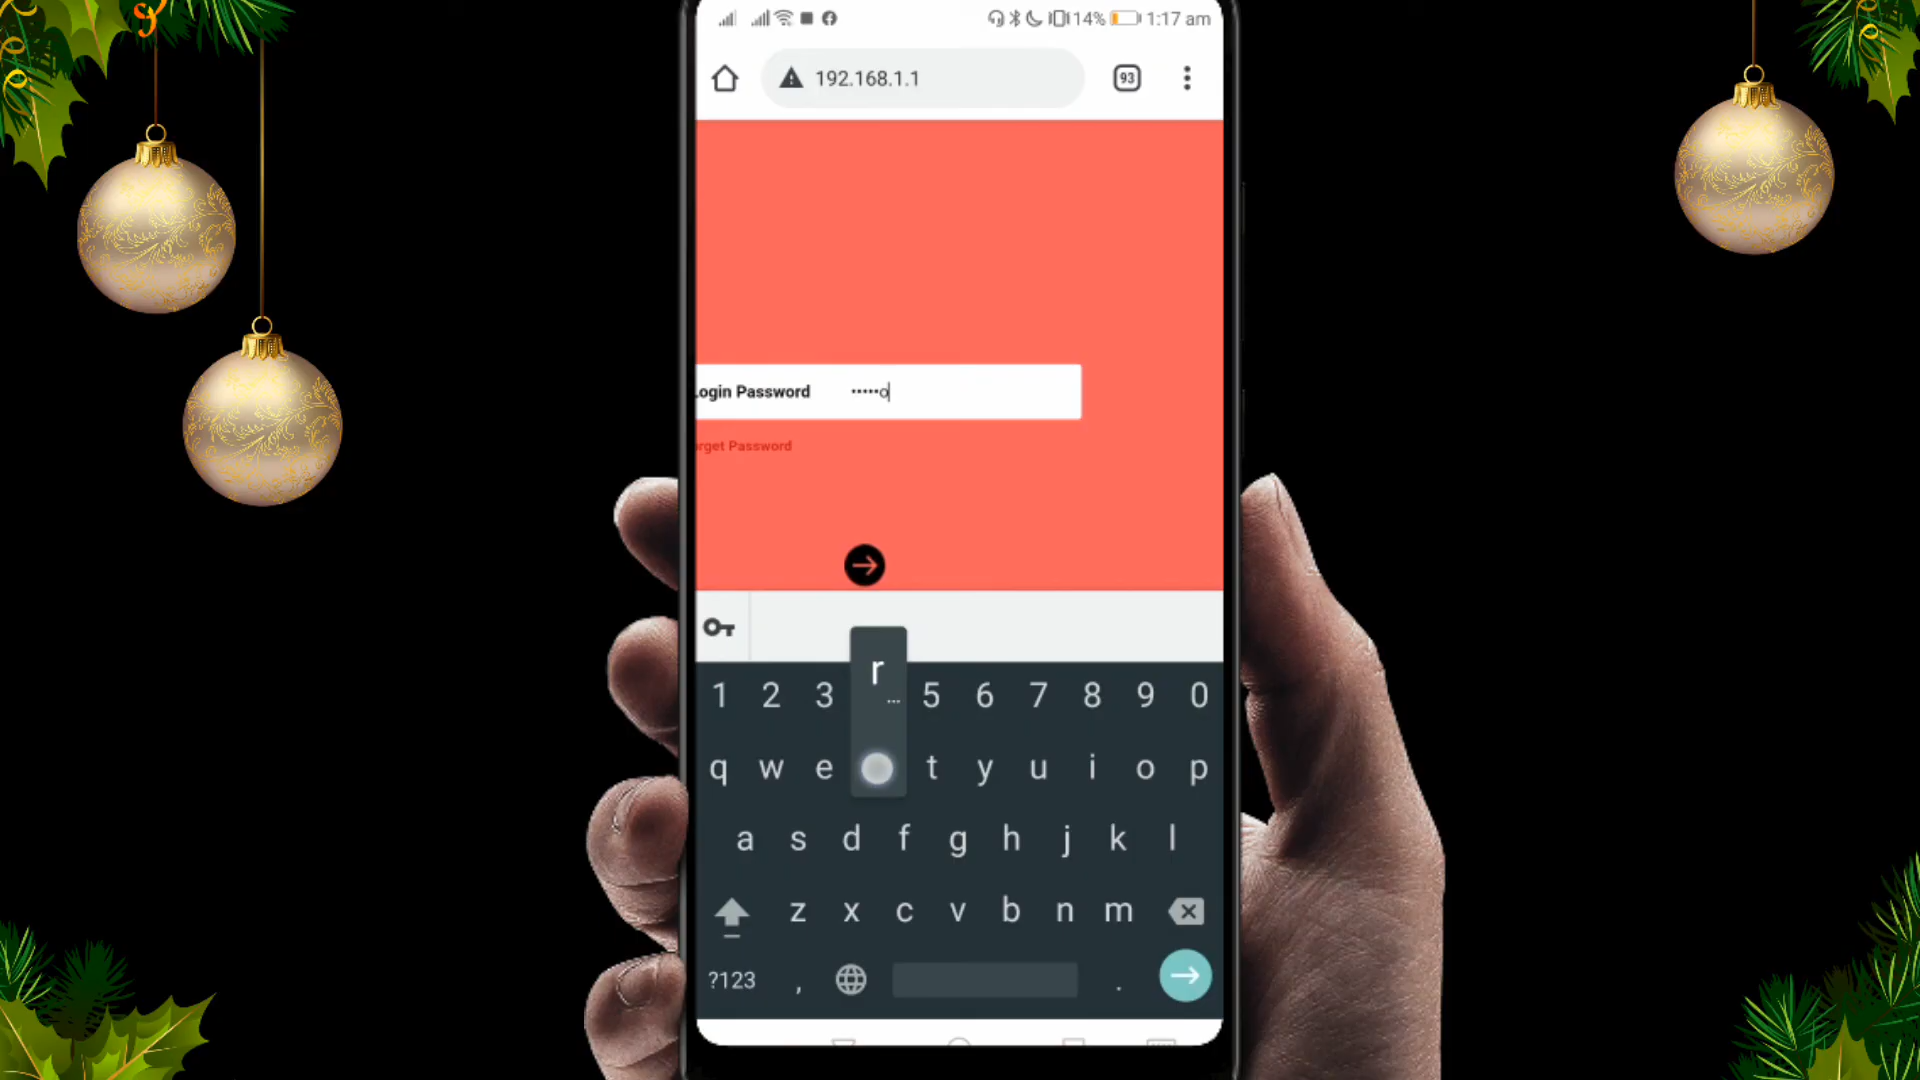 14% 1:17 am
192.168.1.1
93
Login Password •••••o
rget Password
r
...
1 2 3 5 6 7 8 9 0
q w e t y u i o p
a s d f g h j k l
z x c v b n m
?123 , .